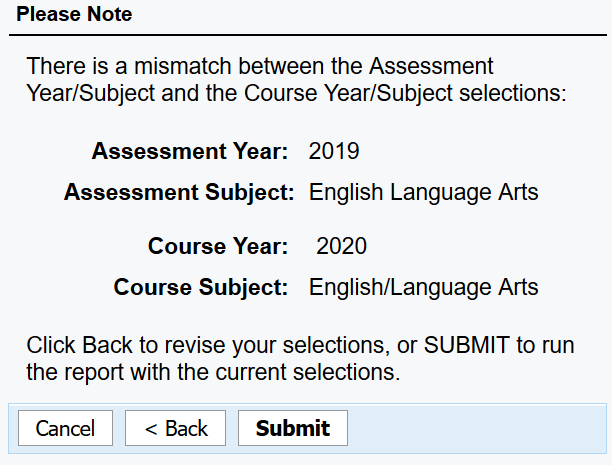 Please Note
There is a mismatch between the Assessment
Year/Subject and the Course Year/Subject selections:
Assessment Year: 2019
Assessment Subject: English Language Arts
Course Year: 2020
Course Subject: English/Language Arts
Click Back to revise your selections, or SUBMIT to run
the report with the current selections.
Cancel < Back Submit